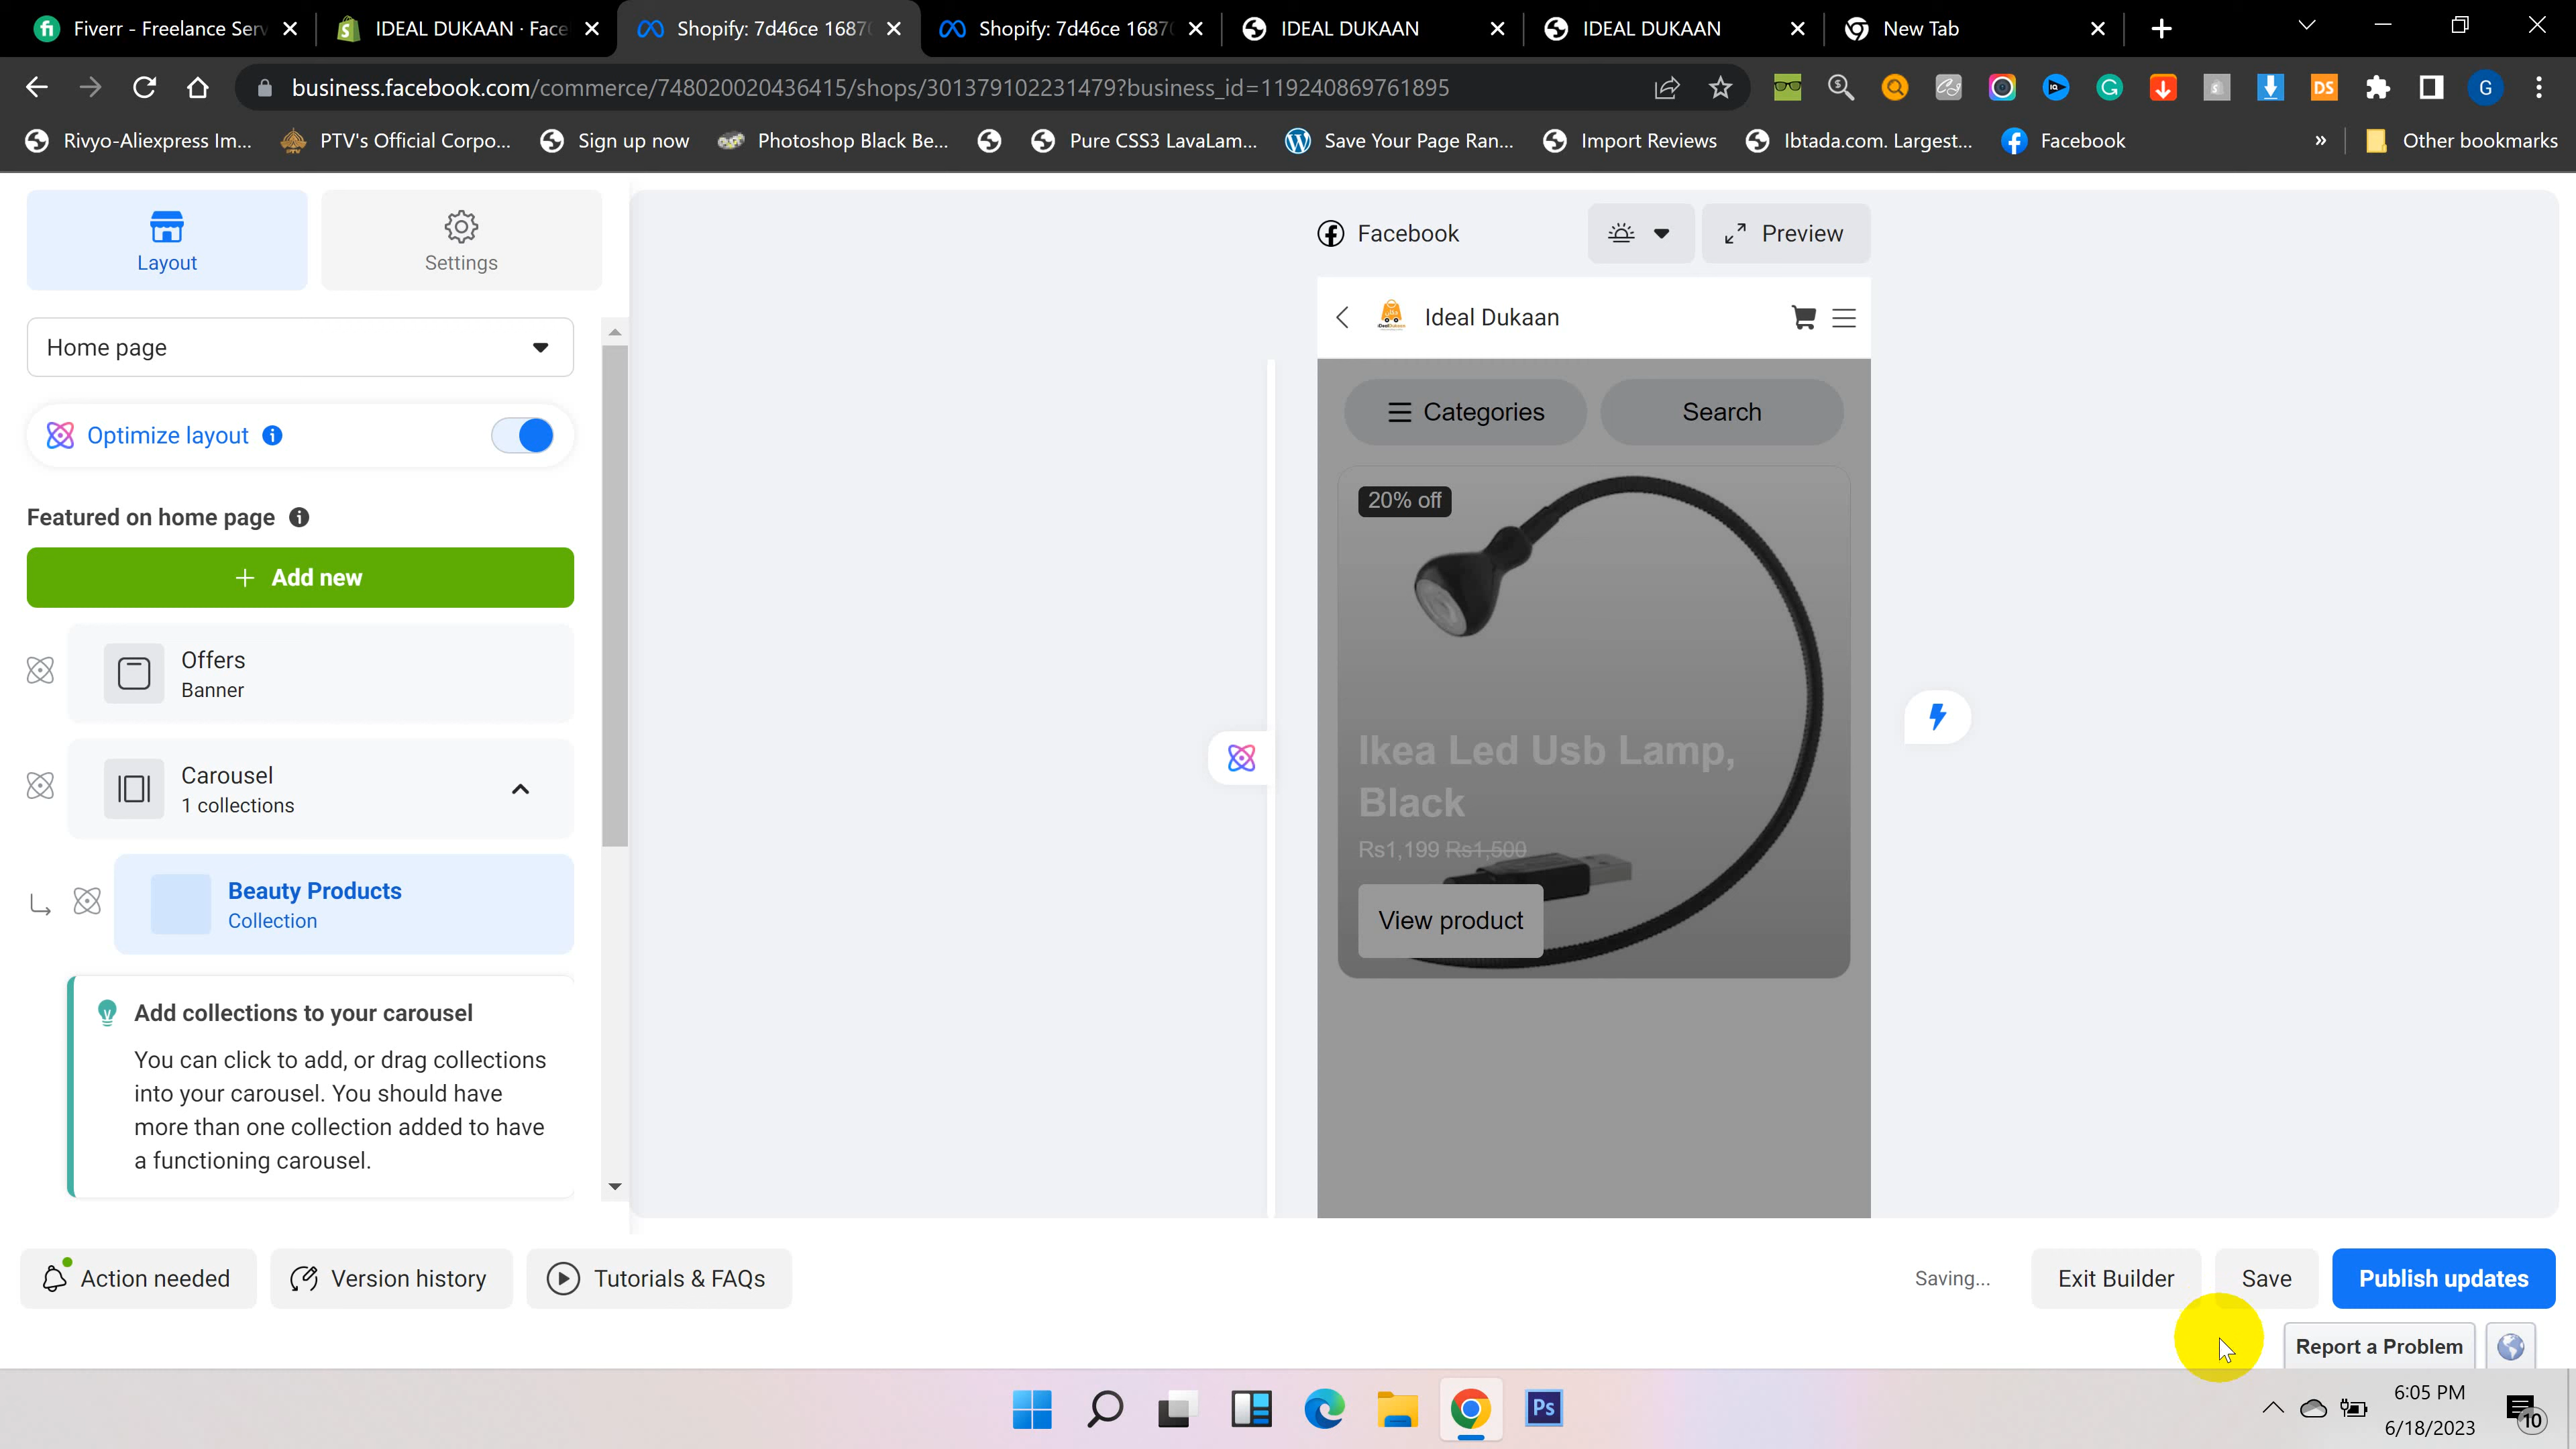 Fiverr - Freelance Serv
IDEAL DUKAAN · Face
Shopify: 7d46ce 1687
Shopify: 7d46ce 1687
IDEAL DUKAAN
IDEAL DUKAAN
New Tab
business.facebook.com/commerce/748020020436415/shops/301379102231479?business_id=119240869761895
Rivyo-Aliexpress Im...
PTV's Official Corpo...
Sign up now
Photoshop Black Be...
Pure CSS3 LavaLam...
Save Your Page Ran...
Import Reviews
Ibtada.com. Largest...
Facebook
Other bookmarks
Layout
Settings
Home page
Optimize layout
Featured on home page
Add new
Offers
Banner
Carousel
1 collections
Beauty Products
Collection
Add collections to your carousel
You can click to add, or drag collections
into your carousel. You should have
more than one collection added to have
a functioning carousel.
Facebook
Preview
Ideal Dukaan
Categories
Search
20% off
Ikea Led Usb Lamp,
Black
Rs1,199 Rs1,500
View product
Action needed
Version history
Tutorials & FAQs
Saving...
Exit Builder
Save
Publish updates
Report a Problem
6:05 PM
6/18/2023
10